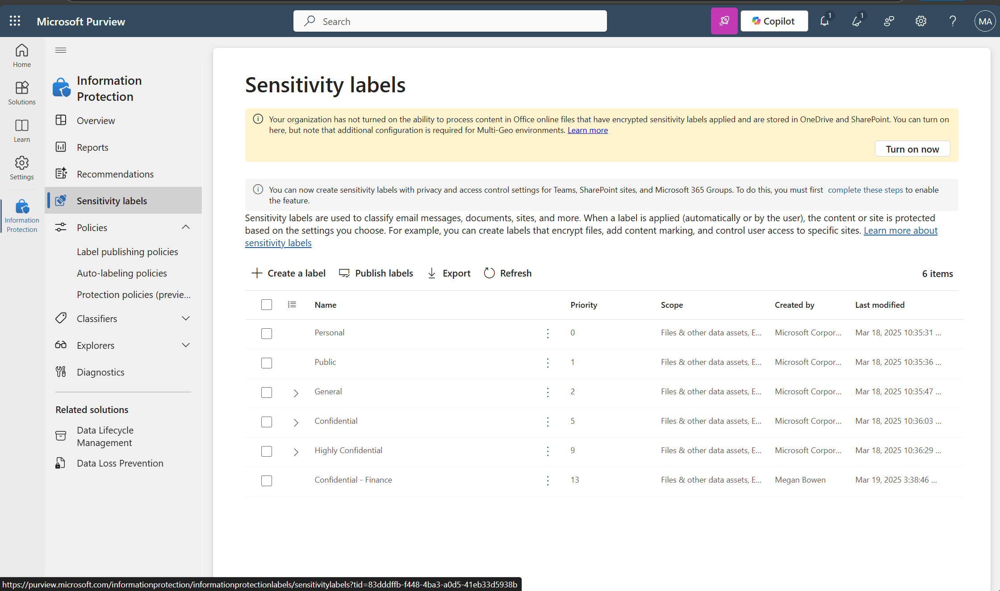 Microsoft Purview
Search
Copilot
1
1
MA
Home
Solutions
Learn
Settings
Information
Protection
Information
Protection
Overview
Reports
Recommendations
Sensitivity labels
Policies
Label publishing policies
Auto-labeling policies
Protection policies (previe...
Classifiers
Explorers
Diagnostics
Related solutions
Data Lifecycle
Management
Data Loss Prevention
Sensitivity labels
Your organization has not turned on the ability to process content in Office online files that have encrypted sensitivity labels applied and are stored in OneDrive and SharePoint. You can turn on
here, but note that additional configuration is required for Multi-Geo environments. Learn more
Turn on now
You can now create sensitivity labels with privacy and access control settings for Teams, SharePoint sites, and Microsoft 365 Groups. To do this, you must first complete these steps to enable
the feature.
Sensitivity labels are used to classify email messages, documents, sites, and more. When a label is applied (automatically or by the user), the content or site is protected
based on the settings you choose. For example, you can create labels that encrypt files, add content marking, and control user access to specific sites. Learn more about
sensitivity labels
Create a label Publish labels Export Refresh 6 items
Name Priority Scope Created by Last modified
Personal 0 Files & other data assets, E... Microsoft Corpor... Mar 18, 2025 10:35:31 ...
Public 1 Files & other data assets, E... Microsoft Corpor... Mar 18, 2025 10:35:36 ...
General 2 Files & other data assets, E... Microsoft Corpor... Mar 18, 2025 10:35:47 ...
Confidential 5 Files & other data assets, E... Microsoft Corpor... Mar 18, 2025 10:36:03 ...
Highly Confidential 9 Files & other data assets, E... Microsoft Corpor... Mar 18, 2025 10:36:29 ...
Confidential - Finance 13 Files & other data assets, E... Megan Bowen Mar 19, 2025 3:38:46 ...
https://purview.microsoft.com/informationprotection/informationprotectionlabels/sensitivitylabels?tid=83dddffb-f448-4ba3-a0d5-41eb33d5938b